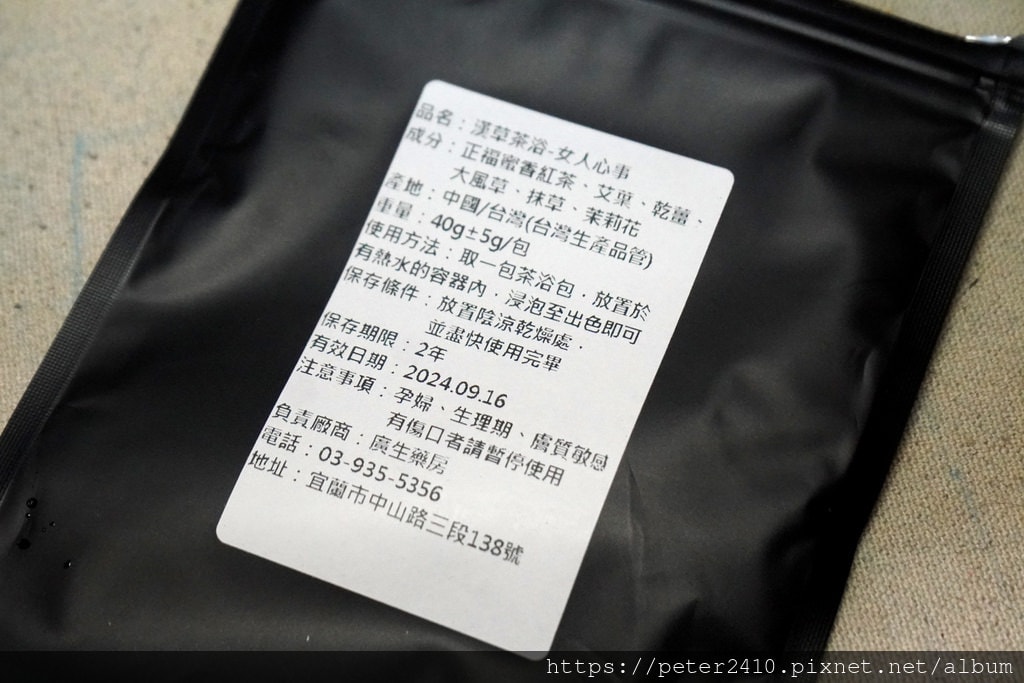 品名：漢草茶浴-女人心事
成分：正福蜜香紅茶、艾葉、乾薑、
大風草、抹草、茉莉花
產地：中國/台灣(台灣生產品管)
重量：40g±5g/包
使用方法：取一包茶浴包．放置於
有熱水的容器內，浸泡至出色即可
保存條件：放置陰涼乾燥處．
並盡快使用完畢
保存期限：2年
有效日期：2024.09.16
注意事項：孕婦、生理期、膚質敏感
有傷口者請暫停使用
負責廠商：廣生藥房
電話：03-935-5356
地址：宜蘭市中山路三段138號
https://peter2410.pixnet.net/album